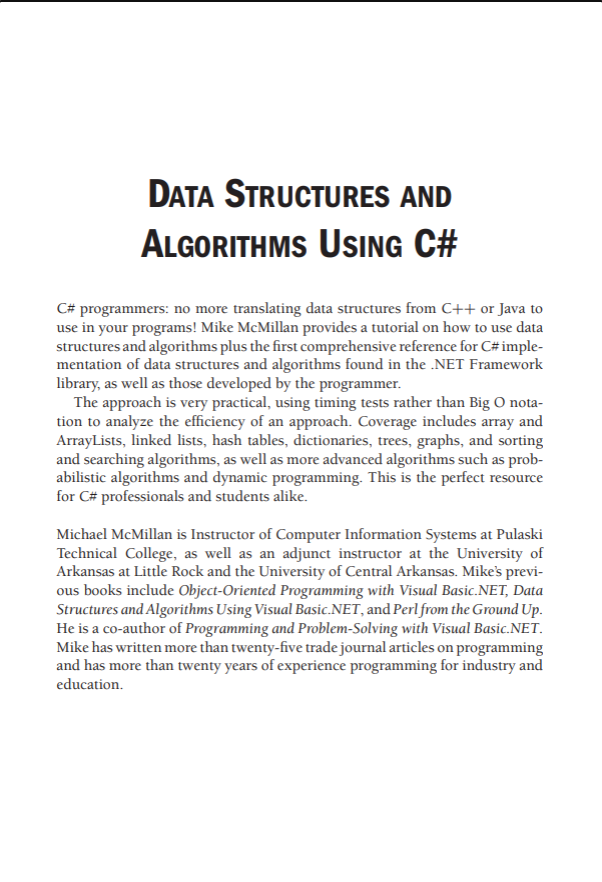 DATA STRUCTURES AND
ALGORITHMS USING C#
C# programmers: no more translating data structures from C++ or Java to
use in your programs! Mike McMillan provides a tutorial on how to use data
structures and algorithms plus the first comprehensive reference for C# imple-
mentation of data structures and algorithms found in the .NET Framework
library, as well as those developed by the programmer.
The approach is very practical, using timing tests rather than Big O nota-
tion to analyze the efficiency of an approach. Coverage includes array and
ArrayLists, linked lists, hash tables, dictionaries, trees, graphs, and sorting
and searching algorithms, as well as more advanced algorithms such as prob-
abilistic algorithms and dynamic programming. This is the perfect resource
for C# professionals and students alike.
Michael McMillan is Instructor of Computer Information Systems at Pulaski
Technical College, as well as an adjunct instructor at the University of
Arkansas at Little Rock and the University of Central Arkansas. Mike's previ-
ous books include Object-Oriented Programming with Visual Basic.NET, Data
Structures and Algorithms Using Visual Basic.NET, and Perl from the Ground Up.
He is a co-author of Programming and Problem-Solving with Visual Basic.NET.
Mike has written more than twenty-five trade journal articles on programming
and has more than twenty years of experience programming for industry and
education.